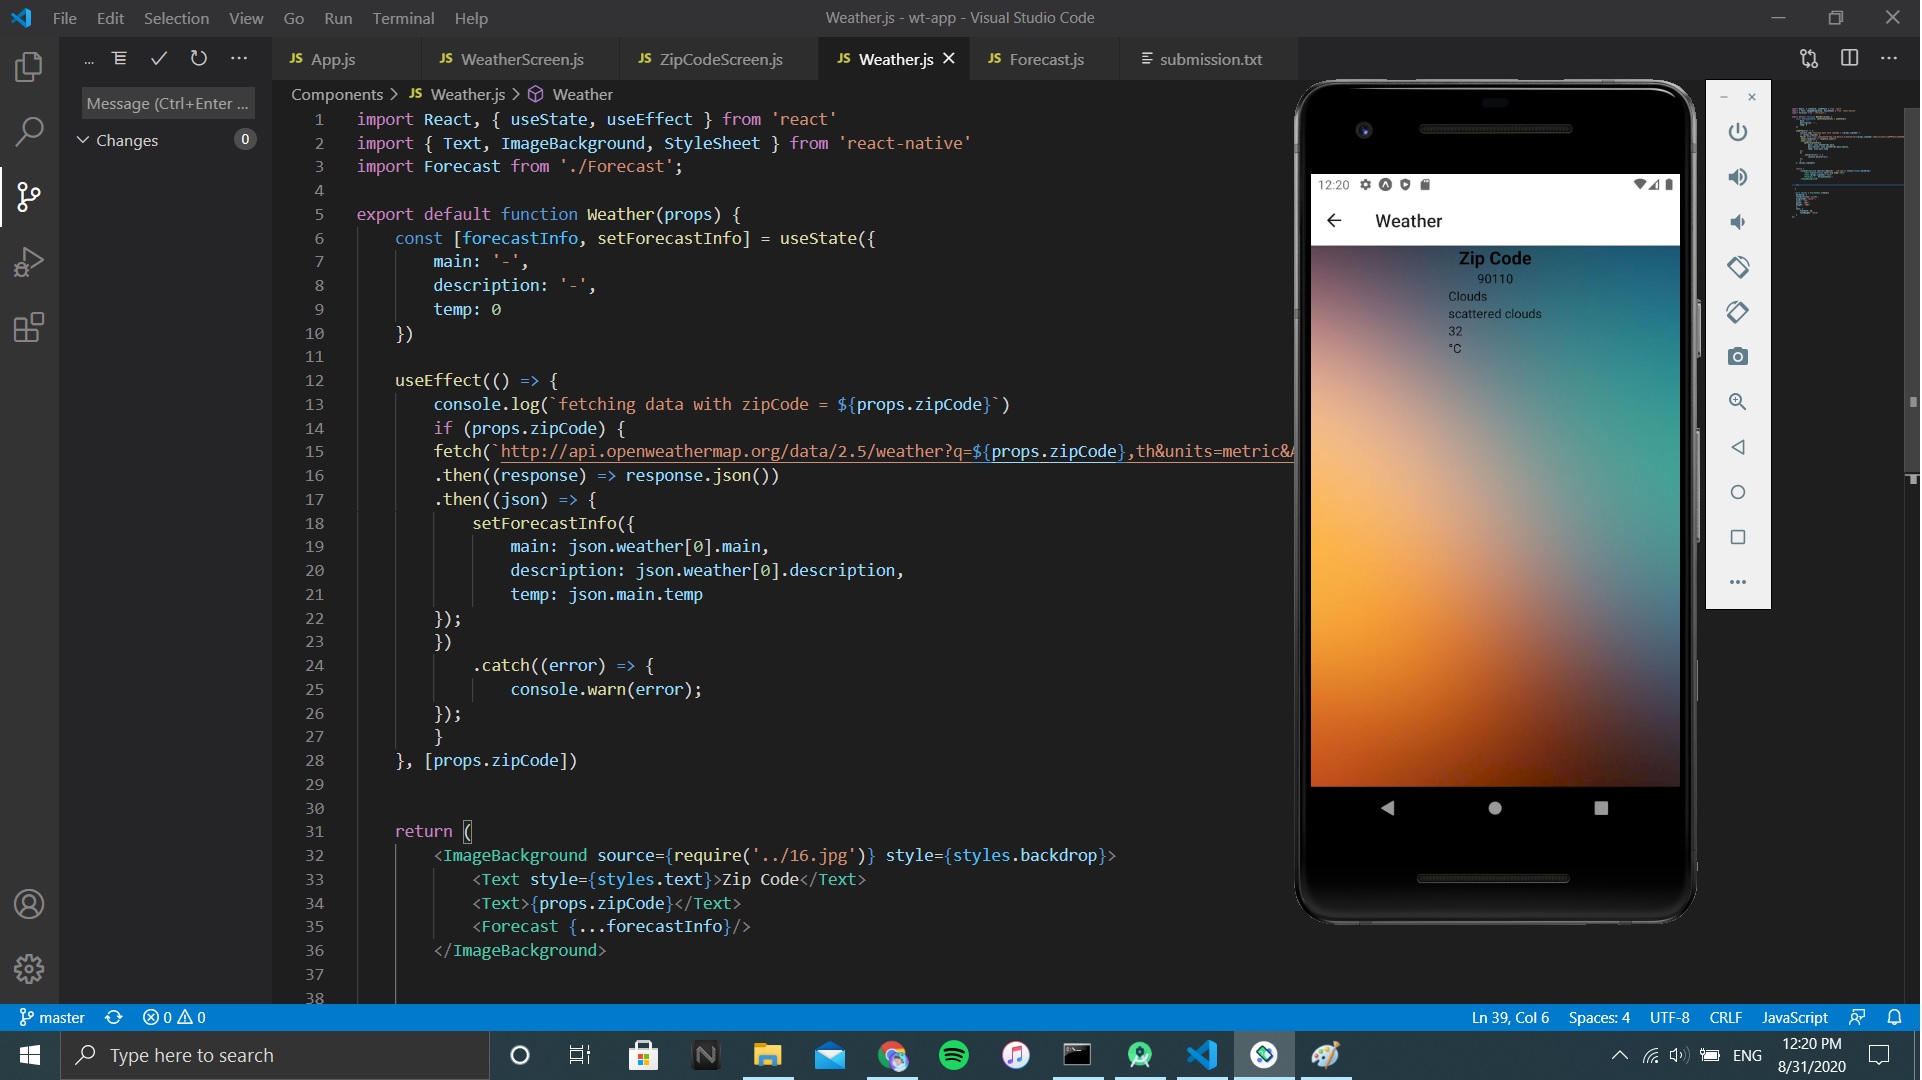 File Edit Selection View Go Run Terminal Help
Weather.js - wt-app - Visual Studio Code
JS App.js
JS WeatherScreen.js
JS ZipCodeScreen.js
JS Weather.js
JS Forecast.js
submission.txt
Message (Ctrl+Enter ...
Changes 0
Components > JS Weather.js > Weather
1 import React, { useState, useEffect } from 'react'
2 import { Text, ImageBackground, StyleSheet } from 'react-native'
3 import Forecast from './Forecast';
4
5 export default function Weather(props) {
6 const [forecastInfo, setForecastInfo] = useState({
7 main: '-',
8 description: '-',
9 temp: 0
10 })
11
12 useEffect(() => {
13 console.log(`fetching data with zipCode = ${props.zipCode}`)
14 if (props.zipCode) {
15 fetch(`http://api.openweathermap.org/data/2.5/weather?q=${props.zipCode},th&units=metric&A
16 .then((response) => response.json())
17 .then((json) => {
18 setForecastInfo({
19 main: json.weather[0].main,
20 description: json.weather[0].description,
21 temp: json.main.temp
22 });
23 })
24 .catch((error) => {
25 console.warn(error);
26 });
27 }
28 }, [props.zipCode])
29
30
31 return (
32 <ImageBackground source={require('../16.jpg')} style={styles.backdrop}>
33 <Text style={styles.text}>Zip Code</Text>
34 <Text>{props.zipCode}</Text>
35 <Forecast {...forecastInfo}/>
36 </ImageBackground>
37
38
12:20
Weather
Zip Code
90110
Clouds
scattered clouds
32
°C
master 0 0
Ln 39, Col 6 Spaces: 4 UTF-8 CRLF JavaScript
Type here to search
ENG
12:20 PM
8/31/2020